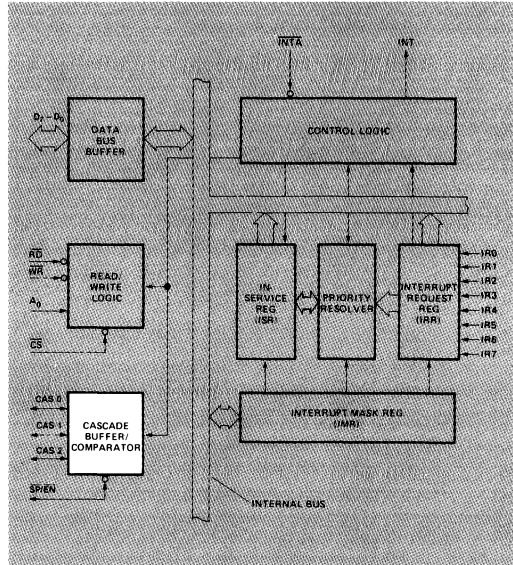 INTA
INT
D7 – D0
DATA
BUS
BUFFER
CONTROL LOGIC
RD
WR
A0
CS
READ/
WRITE
LOGIC
IN-
SERVICE
REG
(ISR)
PRIORITY
RESOLVER
INTERRUPT
REQUEST
REG
(IRR)
IR0
IR1
IR2
IR3
IR4
IR5
IR6
IR7
CAS 0
CAS 1
CAS 2
CASCADE
BUFFER/
COMPARATOR
SP/EN
INTERRUPT MASK REG
(IMR)
INTERNAL BUS